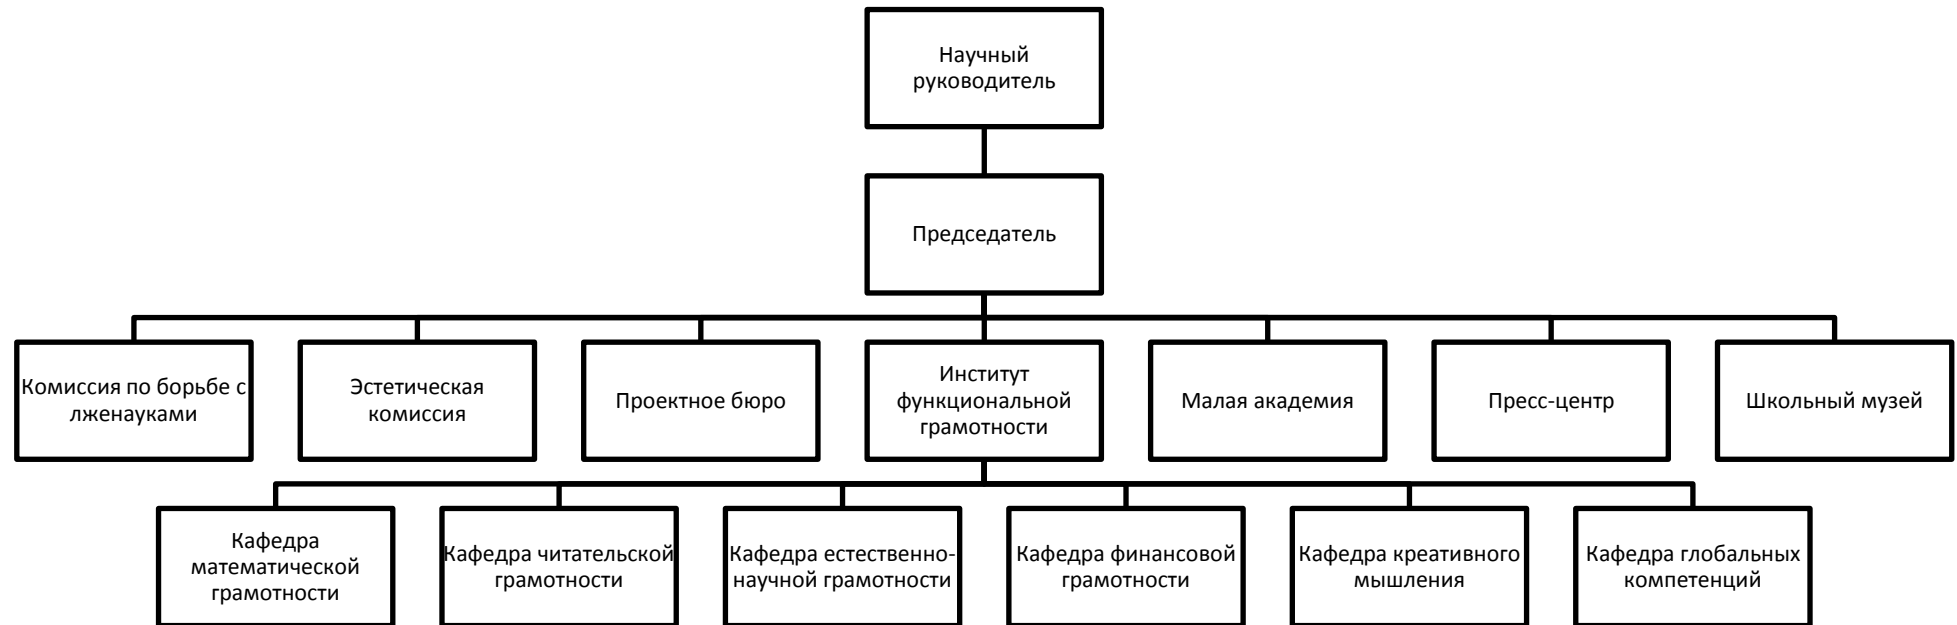 Научный
руководитель
Председатель
Комиссия по борьбе с
лженауками
Эстетическая
комиссия
Проектное бюро
Институт
функциональной
грамотности
Малая академия
Пресс-центр
Школьный музей
Кафедра
математической
грамотности
Кафедра читательской
грамотности
Кафедра естественно-
научной грамотности
Кафедра финансовой
грамотности
Кафедра креативного
мышления
Кафедра глобальных
компетенций